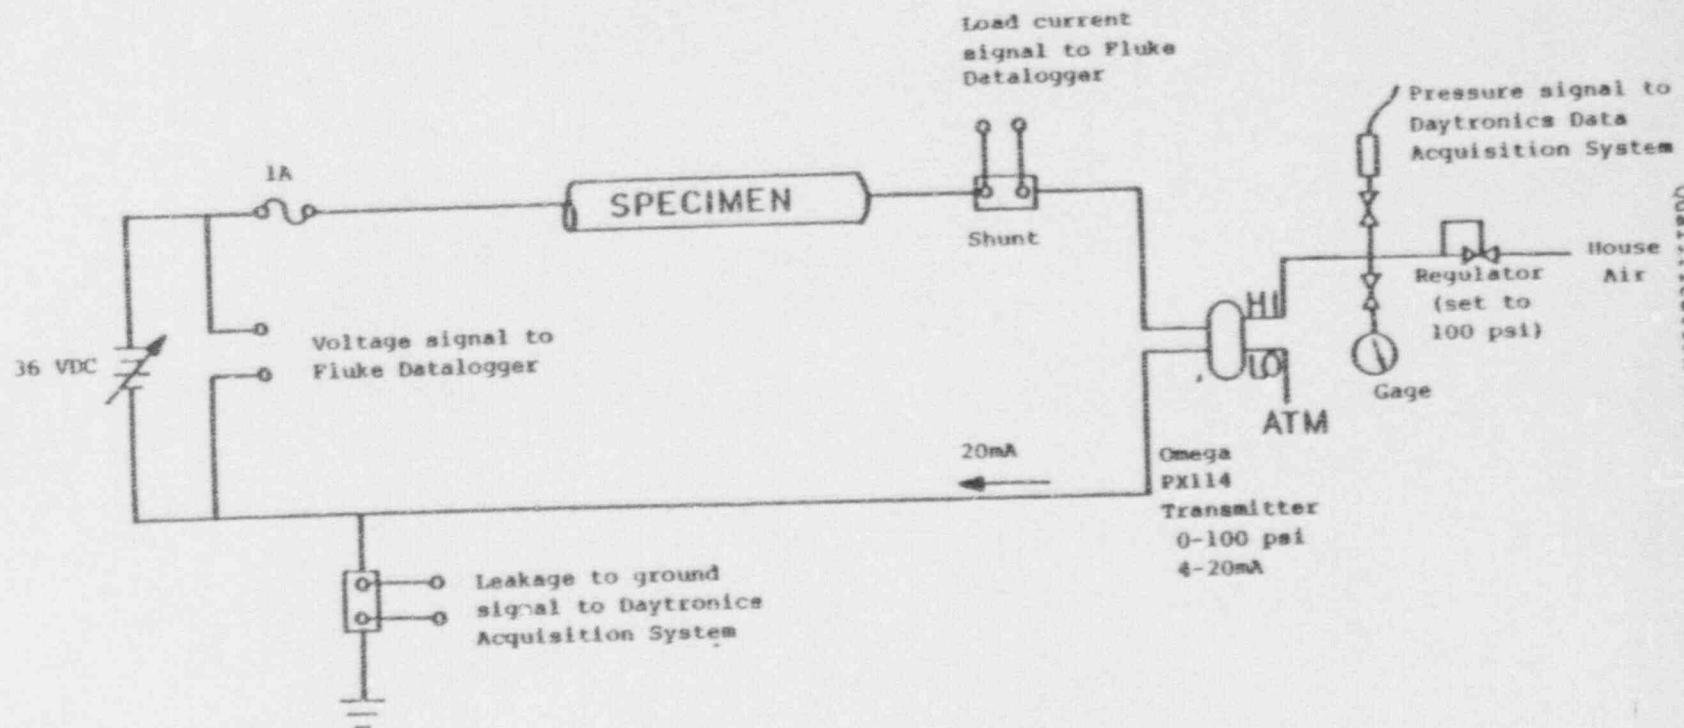 Load current
signal to Fluke
Datalogger
Pressure signal to
Daytronics Data
Acquisition System
1A
SPECIMEN
Shunt
House
Air
Regulator
(set to
100 psi)
HI
LO
Gage
ATM
36 VDC
Voltage signal to
Fluke Datalogger
20mA
Omega
PX114
Transmitter
0-100 psi
4-20mA
Leakage to ground
signal to Daytronics
Acquisition System